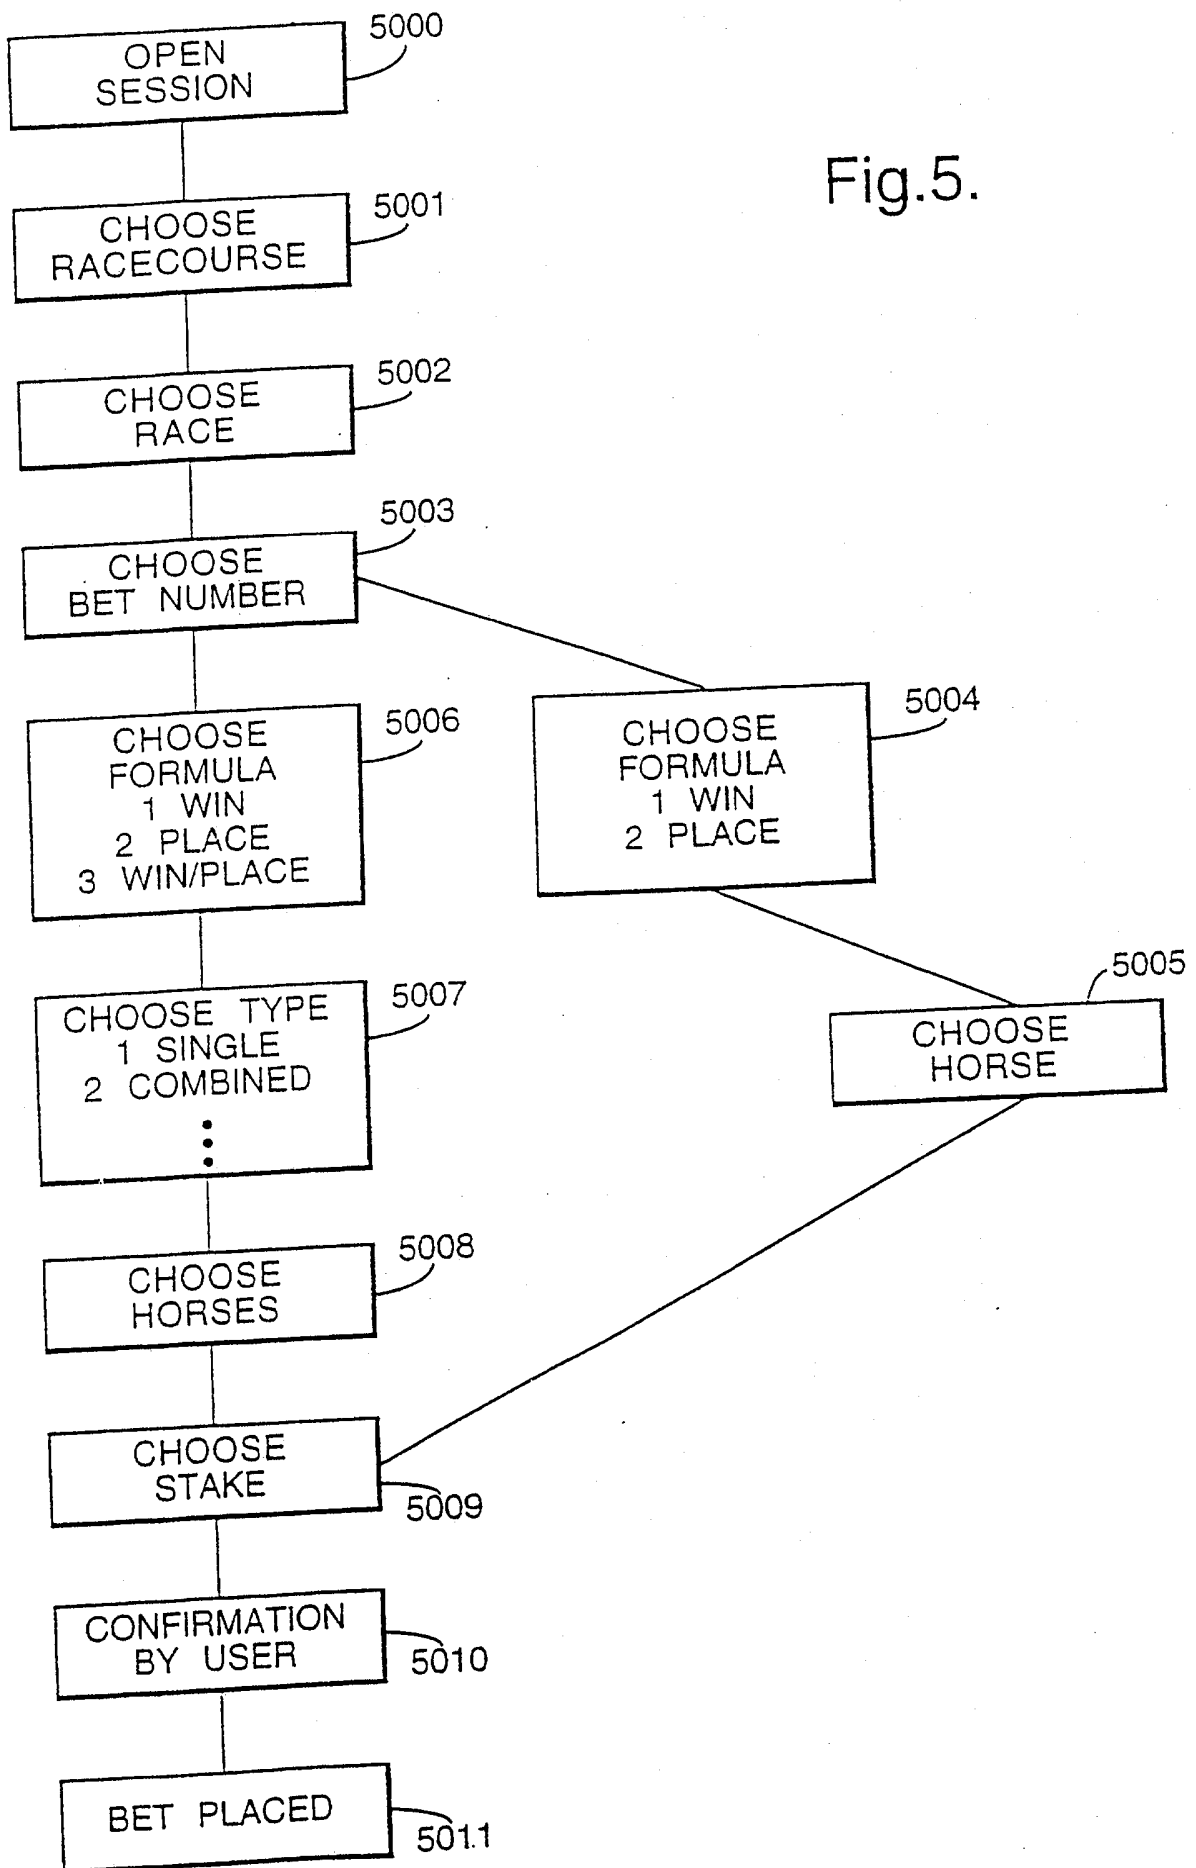 5000
OPEN
SESSION
Fig.5.
5001
CHOOSE
RACECOURSE
5002
CHOOSE
RACE
5003
CHOOSE
BET NUMBER
5006
CHOOSE
FORMULA
1 WIN
2 PLACE
3 WIN/PLACE
5004
CHOOSE
FORMULA
1 WIN
2 PLACE
5005
CHOOSE
HORSE
5007
CHOOSE TYPE
1 SINGLE
2 COMBINED
5008
CHOOSE
HORSES
CHOOSE
STAKE
5009
CONFIRMATION
BY USER
5010
BET PLACED
5011